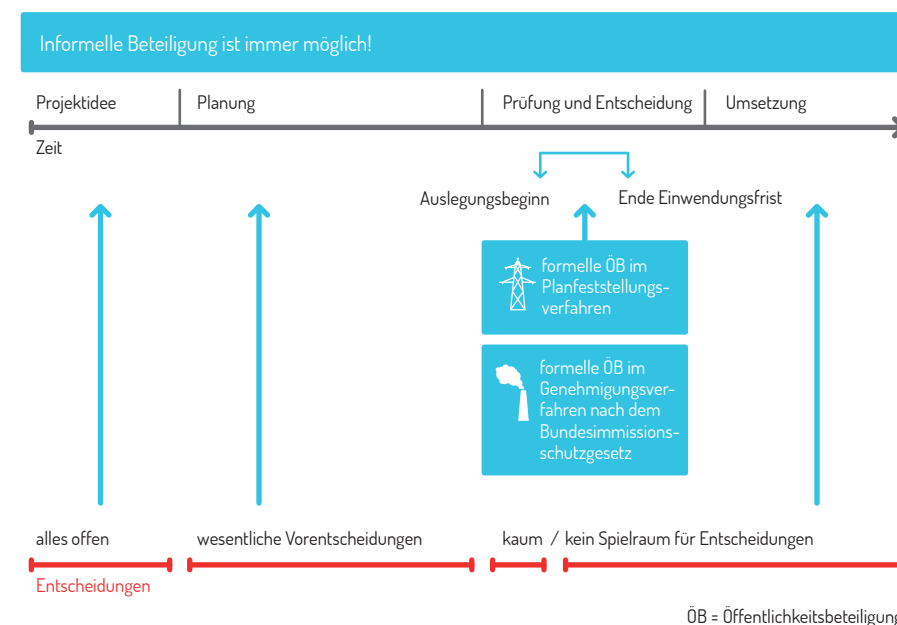 Informelle Beteiligung ist immer möglich!
Projektidee
Planung
Prüfung und Entscheidung
Umsetzung
Zeit
Auslegungsbeginn
Ende Einwendungsfrist
formelle ÖB im
Planfeststellungs-
verfahren
formelle ÖB im
Genehmigungsver-
fahren nach dem
Bundesimmissions-
schutzgesetz
alles offen
wesentliche Vorentscheidungen
kaum / kein Spielraum für Entscheidungen
Entscheidungen
ÖB = Öffentlichkeitsbeteiligung